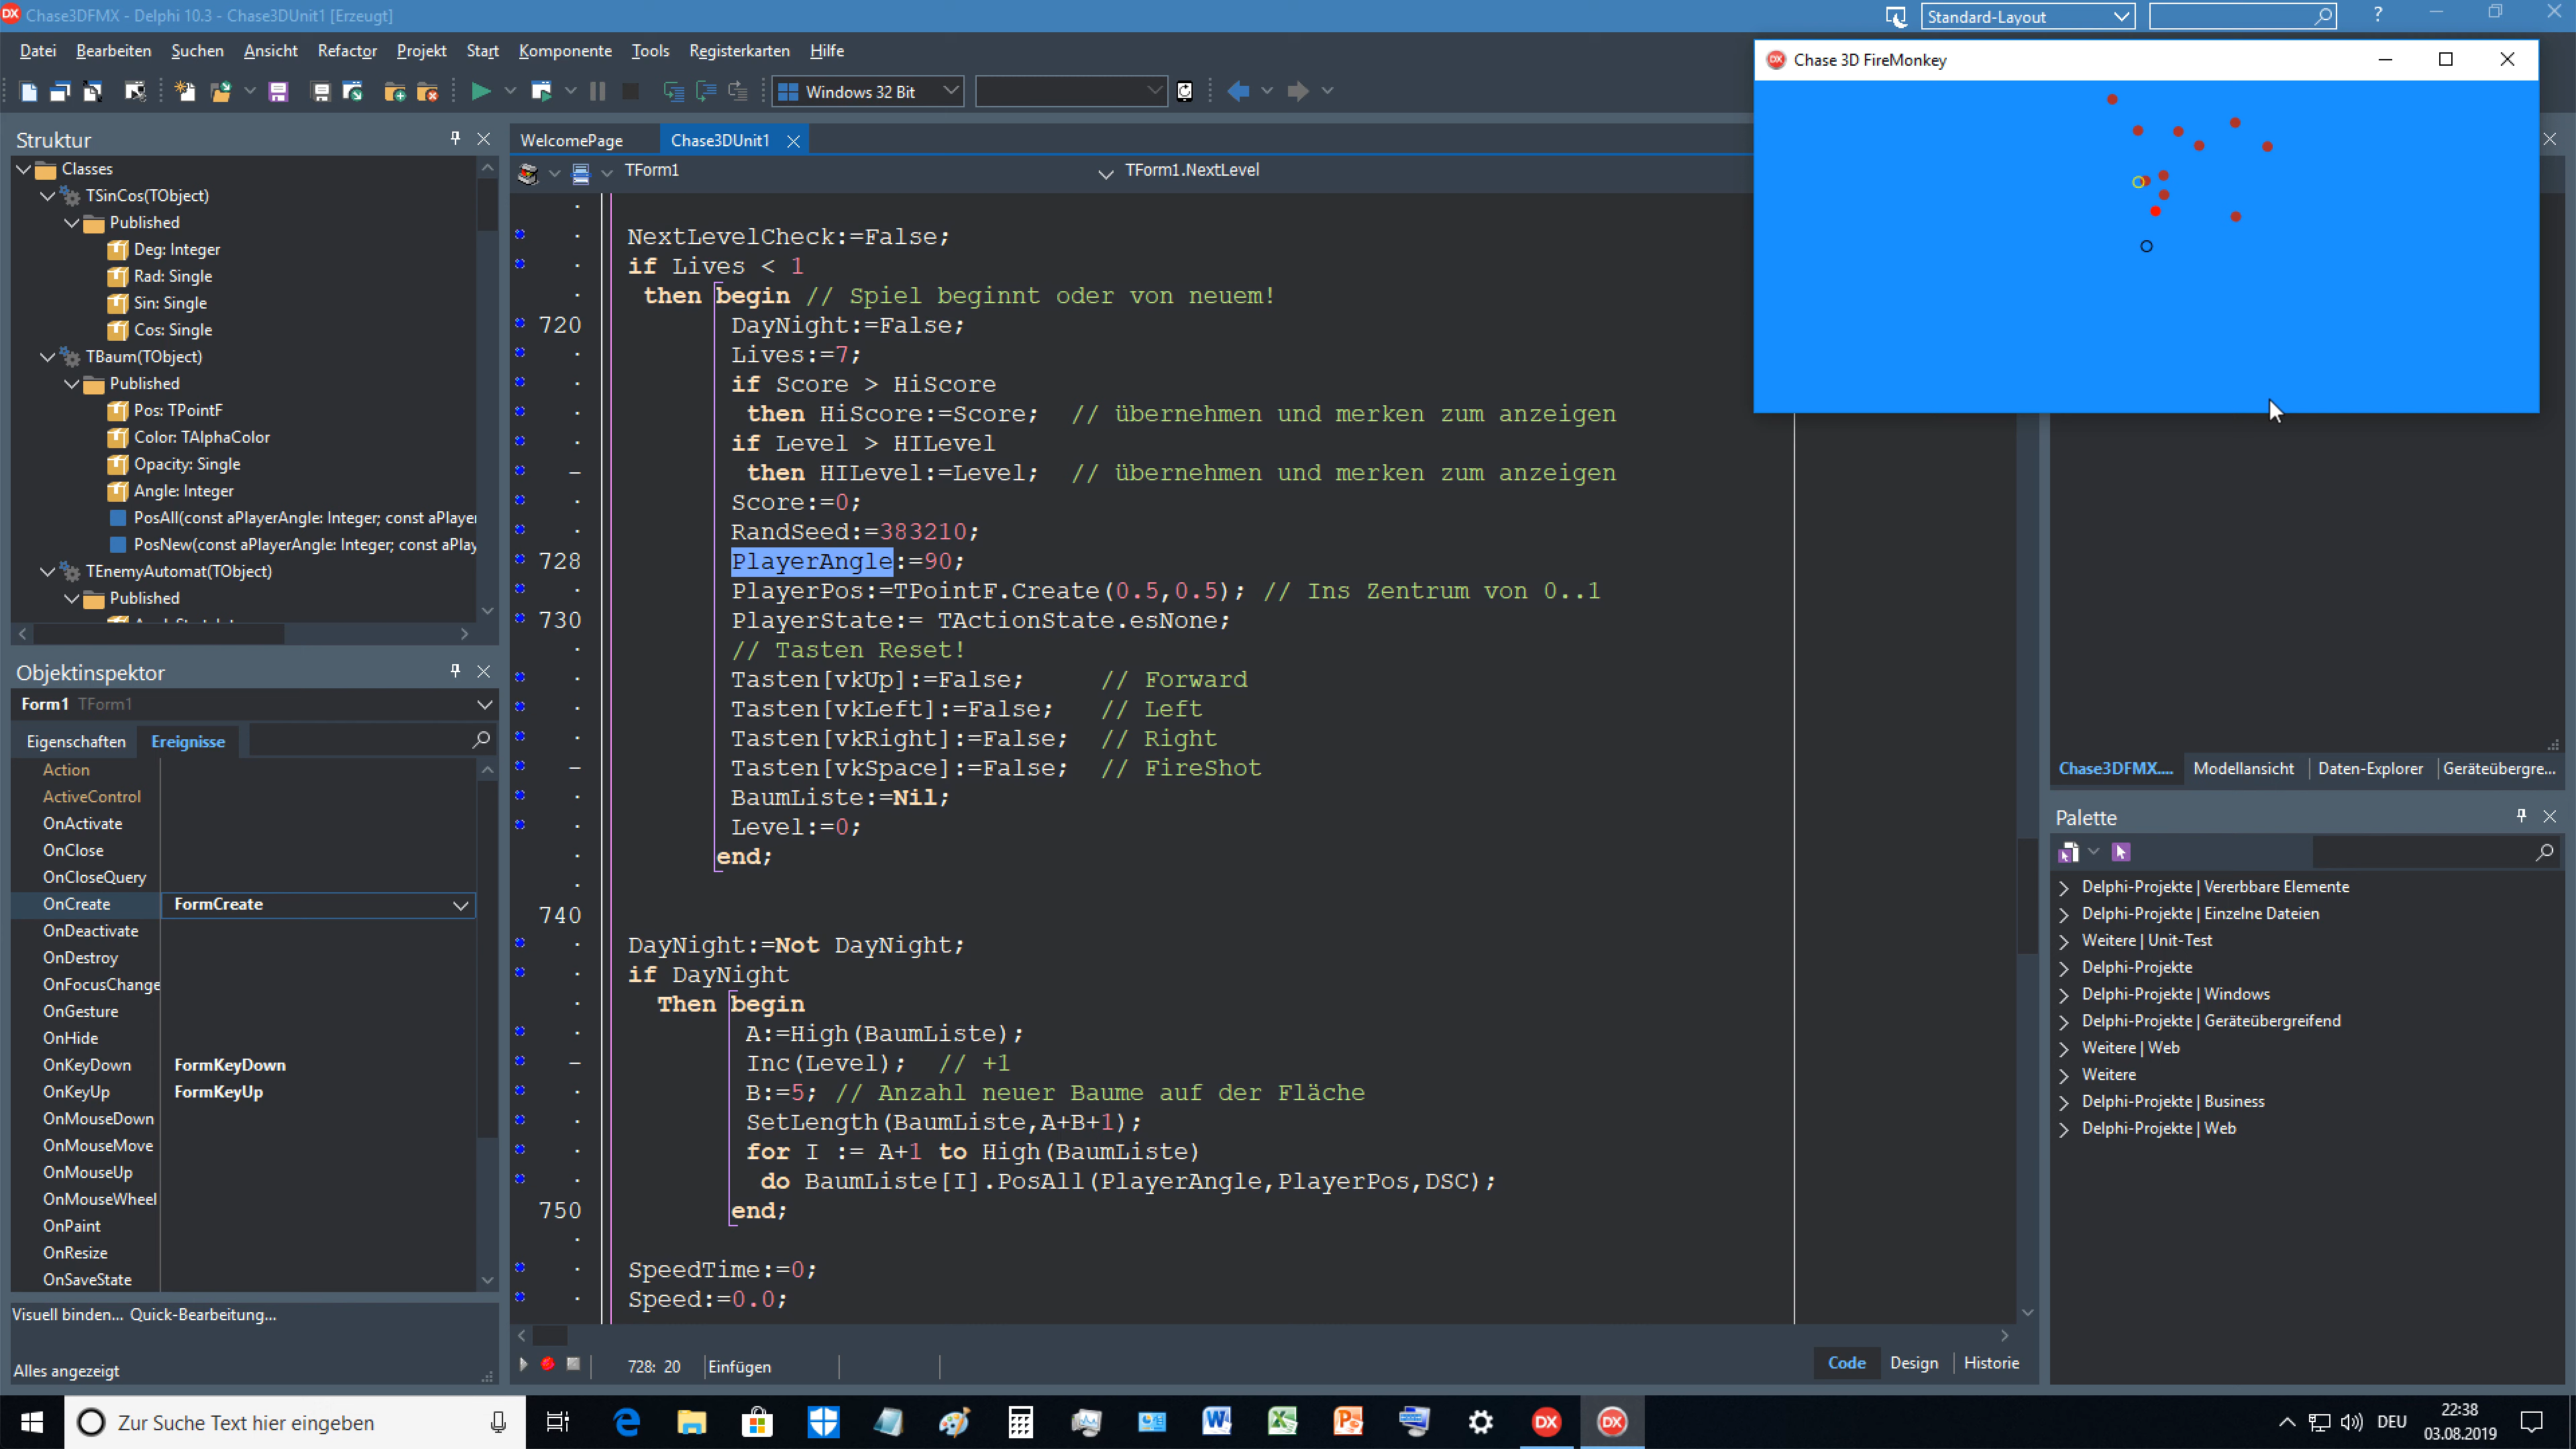 Chase3DFMX - Delphi 10.3 - Chase3DUnit1 [Erzeugt]
Standard-Layout
?
Datei Bearbeiten Suchen Ansicht Refactor Projekt Start Komponente Tools Registerkarten Hilfe
Windows 32 Bit
Chase 3D FireMonkey
Struktur
Classes
TSinCos(TObject)
Published
Deg: Integer
Rad: Single
Sin: Single
Cos: Single
TBaum(TObject)
Published
Pos: TPointF
Color: TAlphaColor
Opacity: Single
Angle: Integer
PosAll(const aPlayerAngle: Integer; const aPlayer
PosNew(const aPlayerAngle: Integer; const aPlay
TEnemyAutomat(TObject)
Published
Objektinspektor
Form1 TForm1
Eigenschaften Ereignisse
Action
ActiveControl
OnActivate
OnClose
OnCloseQuery
OnCreate FormCreate
OnDeactivate
OnDestroy
OnFocusChange
OnGesture
OnHide
OnKeyDown FormKeyDown
OnKeyUp FormKeyUp
OnMouseDown
OnMouseMove
OnMouseUp
OnMouseWheel
OnPaint
OnResize
OnSaveState
Visuell binden... Quick-Bearbeitung...
Alles angezeigt
WelcomePage Chase3DUnit1
TForm1 TForm1.NextLevel
NextLevelCheck:=False;
if Lives < 1
then begin // Spiel beginnt oder von neuem!
720 DayNight:=False;
Lives:=7;
if Score > HiScore
then HiScore:=Score; // übernehmen und merken zum anzeigen
if Level > HILevel
then HILevel:=Level; // übernehmen und merken zum anzeigen
Score:=0;
RandSeed:=383210;
728 PlayerAngle:=90;
PlayerPos:=TPointF.Create(0.5,0.5); // Ins Zentrum von 0..1
730 PlayerState:= TActionState.esNone;
// Tasten Reset!
Tasten[vkUp]:=False; // Forward
Tasten[vkLeft]:=False; // Left
Tasten[vkRight]:=False; // Right
Tasten[vkSpace]:=False; // FireShot
BaumListe:=Nil;
Level:=0;
end;
740
DayNight:=Not DayNight;
if DayNight
Then begin
A:=High(BaumListe);
Inc(Level); // +1
B:=5; // Anzahl neuer Baume auf der Fläche
SetLength(BaumListe,A+B+1);
for I := A+1 to High(BaumListe)
do BaumListe[I].PosAll(PlayerAngle,PlayerPos,DSC);
750 end;
SpeedTime:=0;
Speed:=0.0;
728: 20 Einfügen
Code Design Historie
Chase3DFMX.... Modellansicht Daten-Explorer Geräteübergre...
Palette
Delphi-Projekte | Vererbbare Elemente
Delphi-Projekte | Einzelne Dateien
Weitere | Unit-Test
Delphi-Projekte
Delphi-Projekte | Windows
Delphi-Projekte | Geräteübergreifend
Weitere | Web
Weitere
Delphi-Projekte | Business
Delphi-Projekte | Web
Zur Suche Text hier eingeben
DEU
22:38
03.08.2019